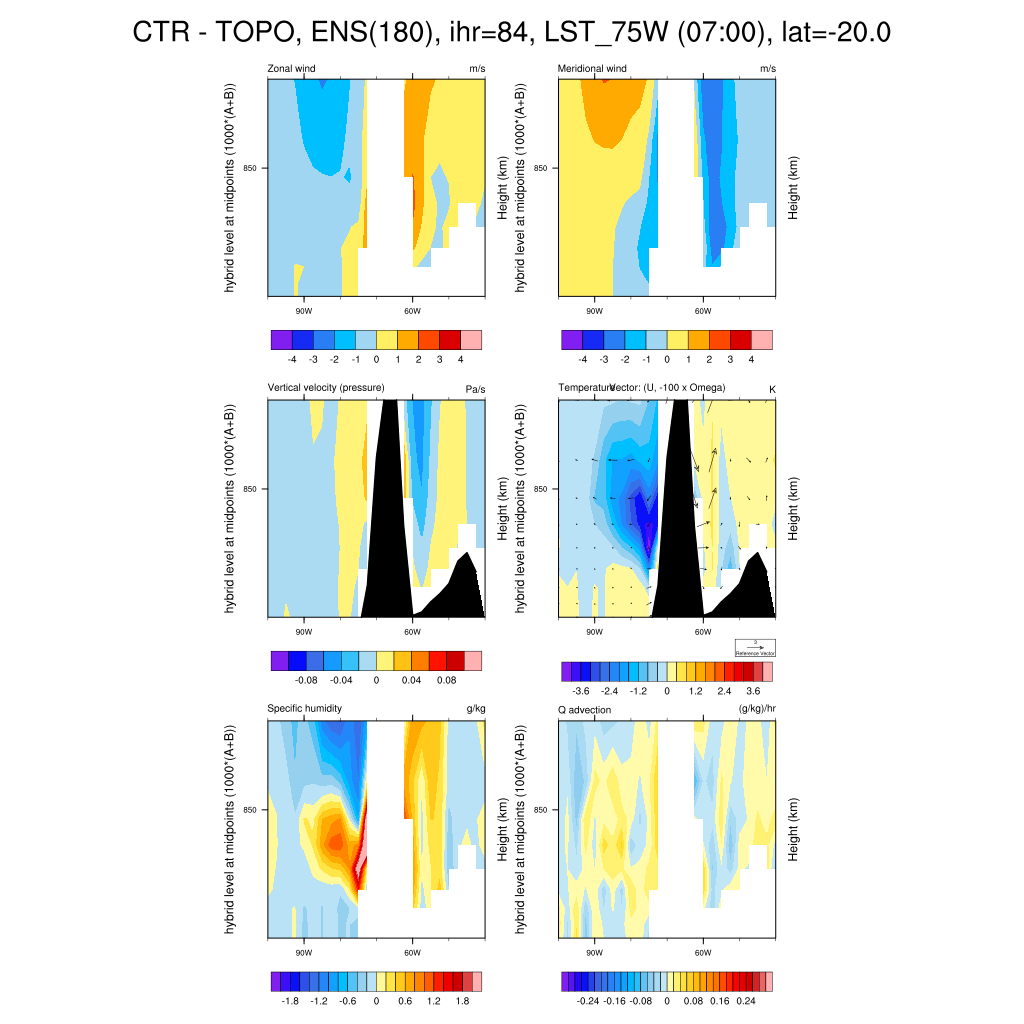 CTR - TOPO, ENS(180), ihr=84, LST_75W (07:00), lat=-20.0
Zonal wind m/s
hybrid level at midpoints (1000*(A+B))
850
Height (km)
90W 60W
-4 -3 -2 -1 0 1 2 3 4
Meridional wind m/s
hybrid level at midpoints (1000*(A+B))
850
Height (km)
90W 60W
-4 -3 -2 -1 0 1 2 3 4
Vertical velocity (pressure) Pa/s
hybrid level at midpoints (1000*(A+B))
850
Height (km)
90W 60W
-0.08 -0.04 0 0.04 0.08
Temperature Vector: (U, -100 x Omega) K
hybrid level at midpoints (1000*(A+B))
850
Height (km)
90W 60W
3
Reference Vector
-3.6 -2.4 -1.2 0 1.2 2.4 3.6
Specific humidity g/kg
hybrid level at midpoints (1000*(A+B))
850
Height (km)
90W 60W
-1.8 -1.2 -0.6 0 0.6 1.2 1.8
Q advection (g/kg)/hr
hybrid level at midpoints (1000*(A+B))
850
Height (km)
90W 60W
-0.24 -0.16 -0.08 0 0.08 0.16 0.24